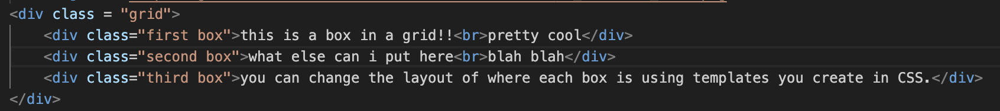 <div class = "grid">
<div class="first box">this is a box in a grid!!<br>pretty cool</div>
<div class="second box">what else can i put here<br>blah blah</div>
<div class="third box">you can change the layout of where each box is using templates you create in CSS.</div>
</div>